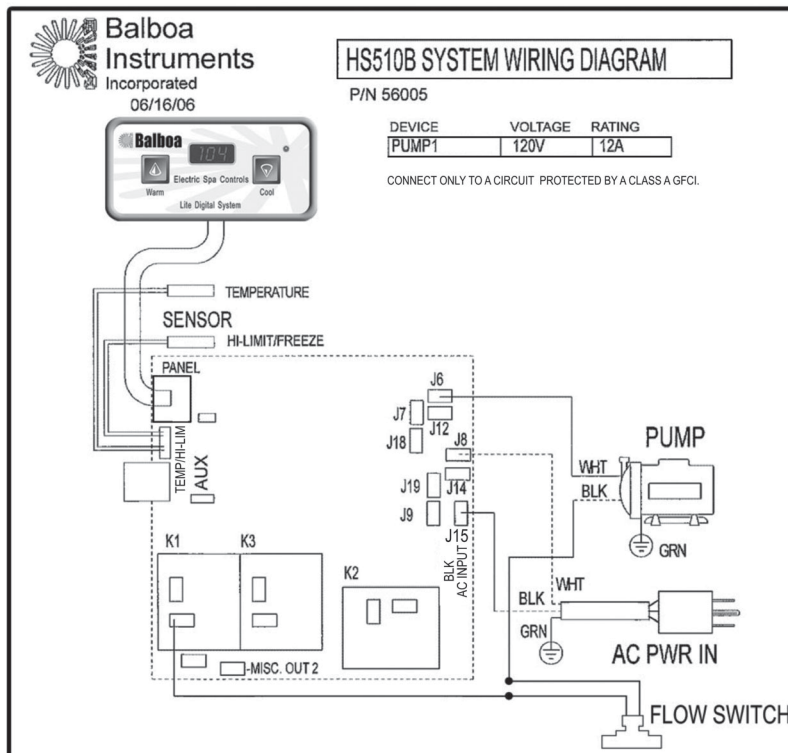 Balboa
Instruments
Incorporated
06/16/06
HS510B SYSTEM WIRING DIAGRAM
P/N 56005
DEVICE VOLTAGE RATING
PUMP1 120V 12A
CONNECT ONLY TO A CIRCUIT PROTECTED BY A CLASS A GFCI.
Balboa
104
Electric Spa Controls
Warm
Cool
Lite Digital System
TEMPERATURE
SENSOR
HI-LIMIT/FREEZE
PANEL
TEMP/HI-LIM
AUX
J6
J7
J12
J18
J8
J19
J14
J9
J15
BLK
AC INPUT
K1
K3
K2
-MISC. OUT 2
PUMP
WHT
BLK
GRN
WHT
BLK
GRN
AC PWR IN
FLOW SWITCH